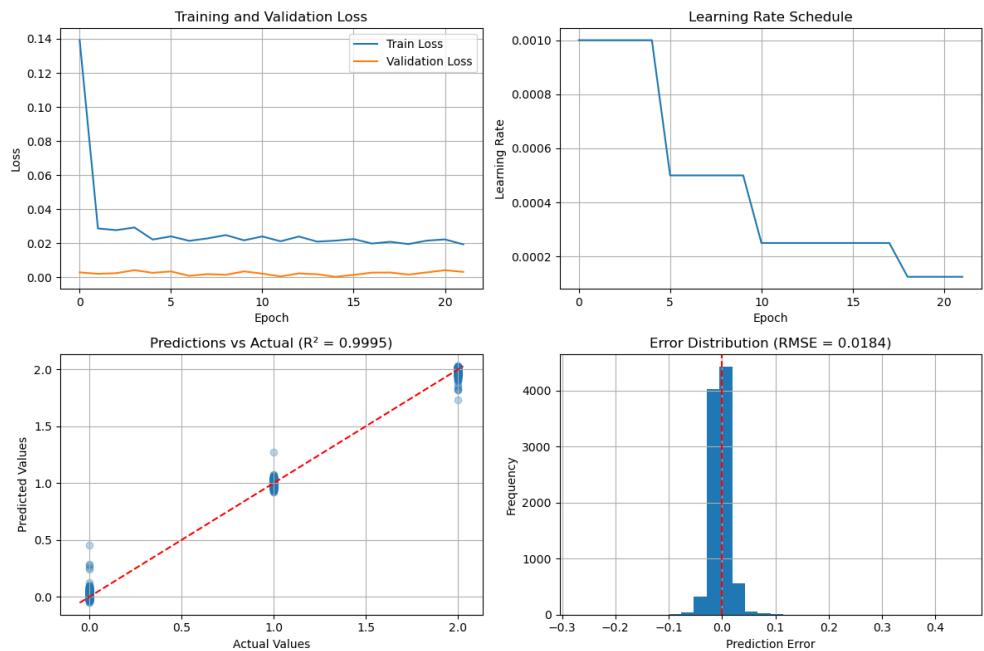 Training and Validation Loss
Loss
0.14
0.12
0.10
0.08
0.06
0.04
0.02
0.00
Train Loss
Validation Loss
0 5 10 15 20
Epoch
Learning Rate Schedule
Learning Rate
0.0010
0.0008
0.0006
0.0004
0.0002
0 5 10 15 20
Epoch
Predictions vs Actual (R² = 0.9995)
Predicted Values
2.0
1.5
1.0
0.5
0.0
0.0 0.5 1.0 1.5 2.0
Actual Values
Error Distribution (RMSE = 0.0184)
Frequency
4000
3000
2000
1000
0
−0.3 −0.2 −0.1 0.0 0.1 0.2 0.3 0.4
Prediction Error